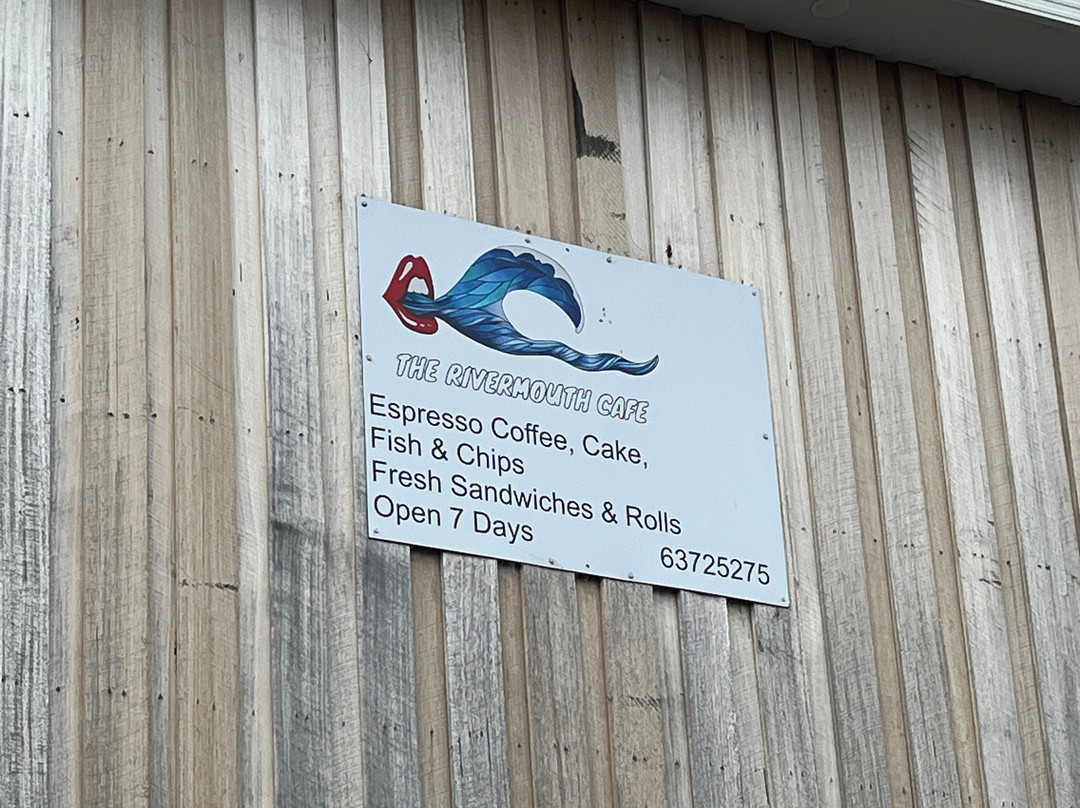 THE RIVERMOUTH CAFE
Espresso Coffee, Cake,
Fish & Chips
Fresh Sandwiches & Rolls
Open 7 Days
63725275